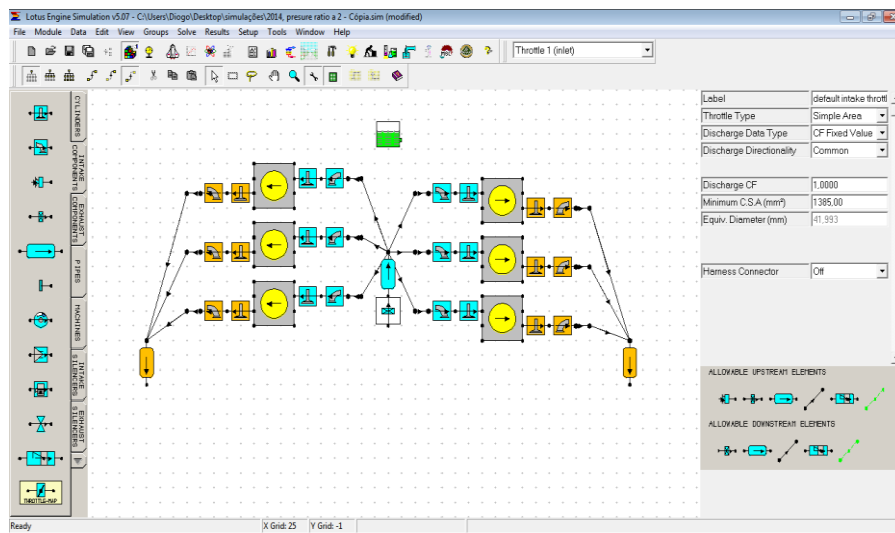 Lotus Engine Simulation v5.07 - C:\Users\Diogo\Desktop\simulações\2014, presure ratio a 2 - Cópia.sim (modified)
File Module Data Edit View Groups Solve Results Setup Tools Window Help
Throttle 1 (inlet)
CYLINDERS
INTAKE COMPONENTS
EXHAUST COMPONENTS
PIPES
MACHINES
INTAKE SILENCERS
EXHAUST SILENCERS
THROTTLE-MAP
Label default intake throttl
Throttle Type Simple Area
Discharge Data Type CF Fixed Value
Discharge Directionality Common
Discharge CF 1.0000
Minimum C.S.A (mm²) 1385.00
Equiv. Diameter (mm) 41.993
Harness Connector Off
ALLOWABLE UPSTREAM ELEMENTS
ALLOWABLE DOWNSTREAM ELEMENTS
Ready X Grid: 25 Y Grid: -1